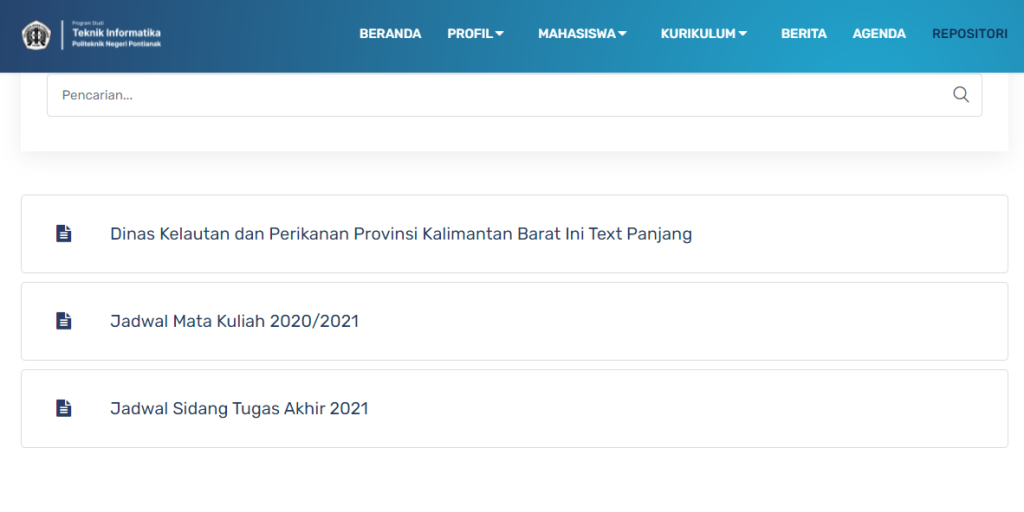 Program Studi
Teknik Informatika
Politeknik Negeri Pontianak
BERANDA PROFIL MAHASISWA KURIKULUM BERITA AGENDA REPOSITORI
Pencarian...
Dinas Kelautan dan Perikanan Provinsi Kalimantan Barat Ini Text Panjang
Jadwal Mata Kuliah 2020/2021
Jadwal Sidang Tugas Akhir 2021